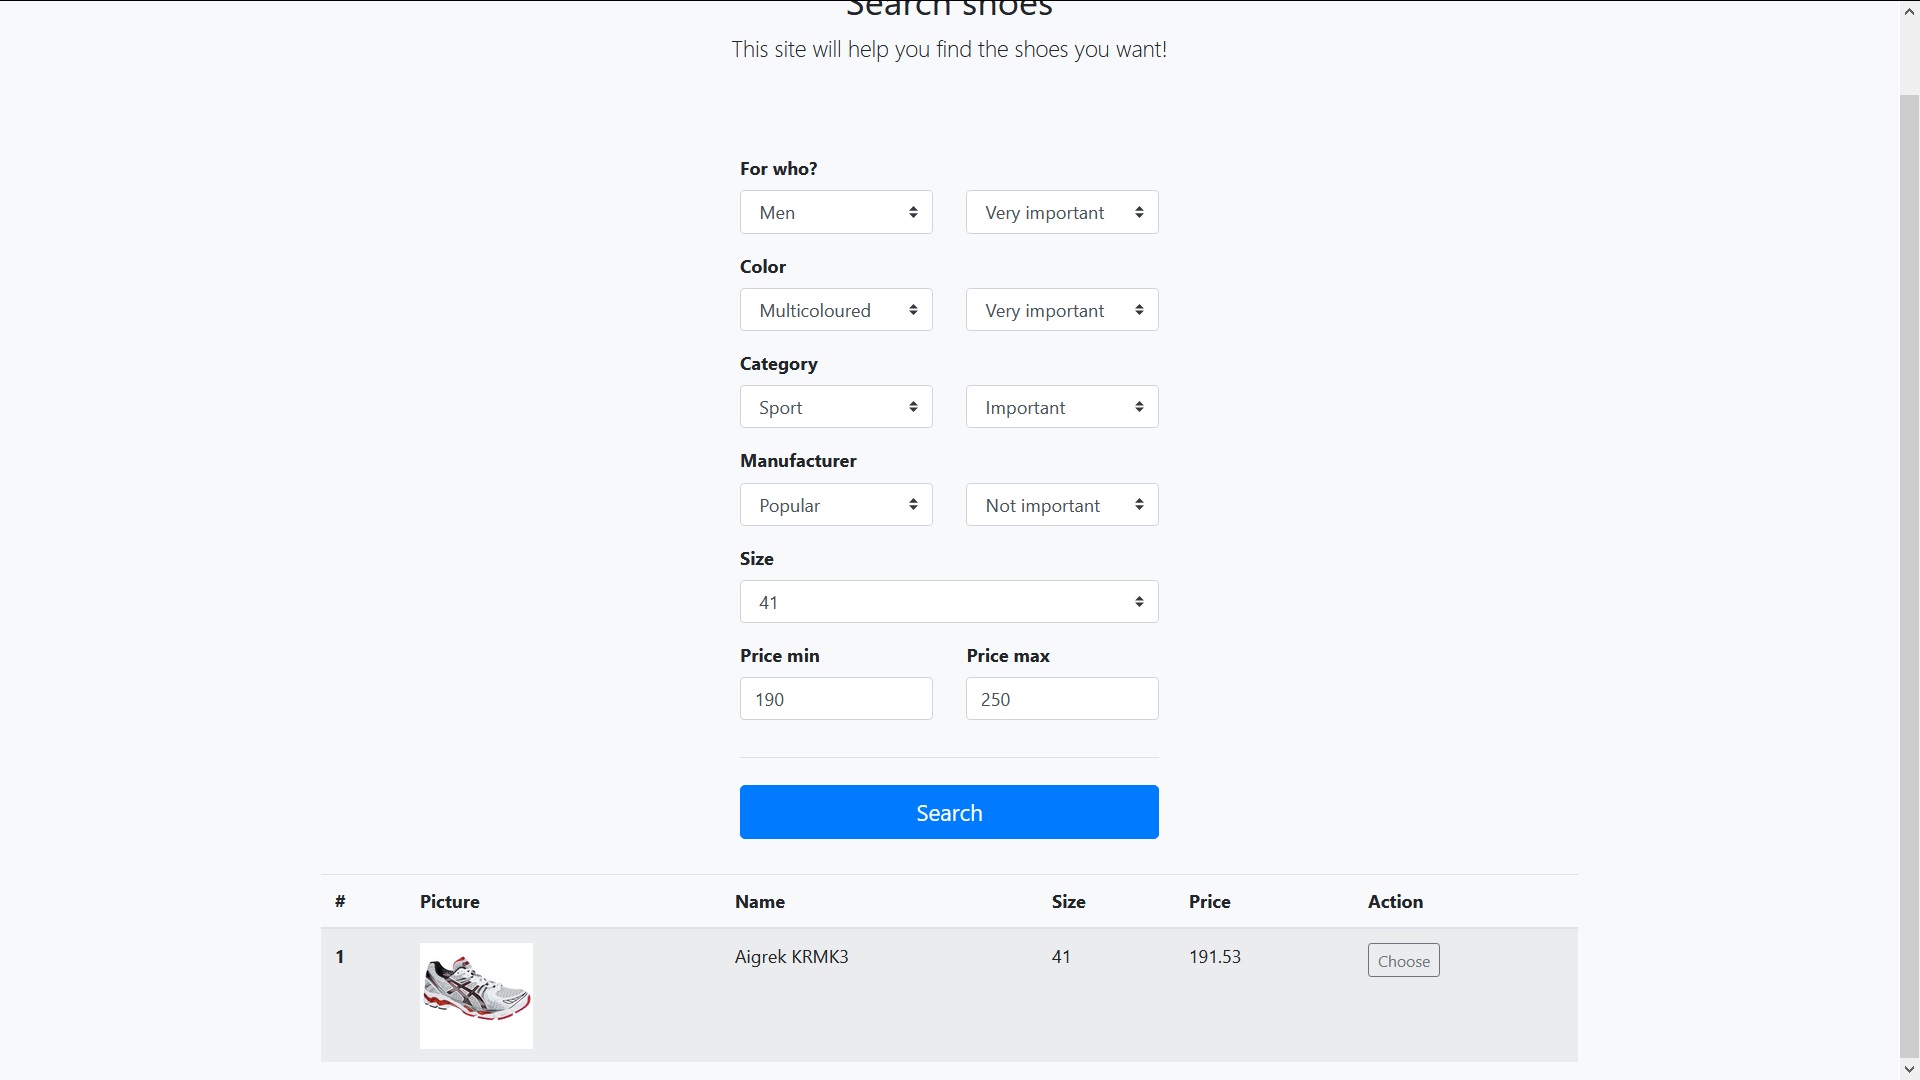 Search shoes
This site will help you find the shoes you want!
For who?
Men Very important
Color
Multicoloured Very important
Category
Sport Important
Manufacturer
Popular Not important
Size
41
Price min Price max
190 250
Search
# Picture Name Size Price Action
1 Aigrek KRMK3 41 191.53 Choose